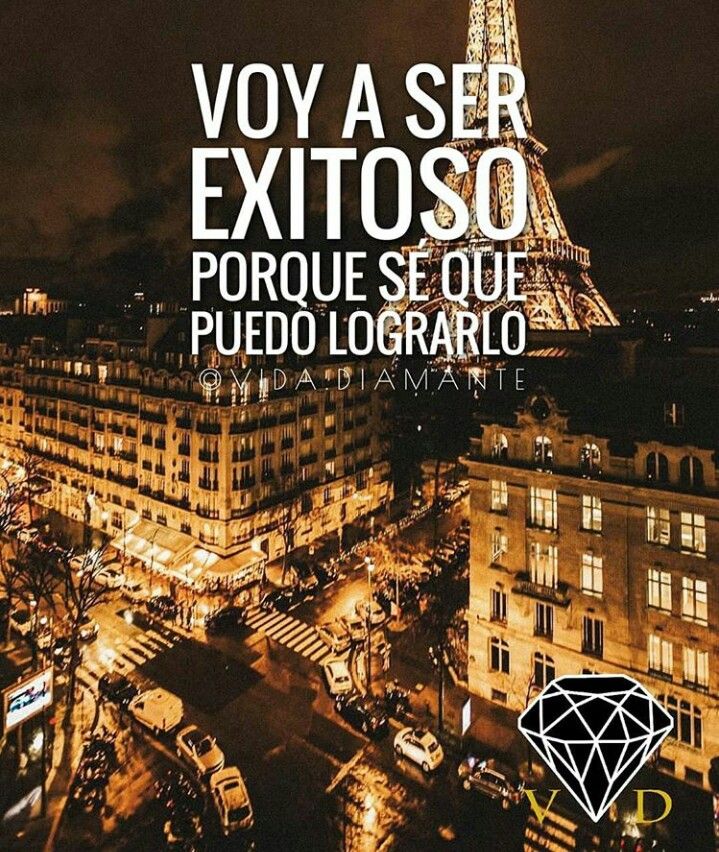 VOY A SER
EXITOSO
PORQUE SÉ QUE
PUEDO LOGRARLO
@VIDA.DIAMANTE
V D